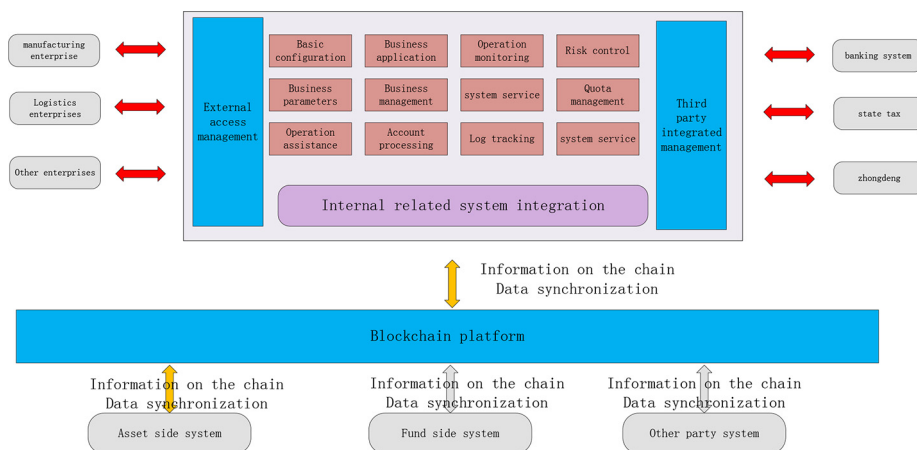 manufacturing
enterprise
Logistics
enterprises
Other enterprises
External
access
management
Basic
configuration
Business
application
Operation
monitoring
Risk control
Business
parameters
Business
management
system service
Quota
management
Operation
assistance
Account
processing
Log tracking
system service
Internal related system integration
Third
party
integrated
management
banking system
state tax
zhongdeng
Information on the chain
Data synchronization
Blockchain platform
Information on the chain
Data synchronization
Information on the chain
Data synchronization
Information on the chain
Data synchronization
Asset side system
Fund side system
Other party system